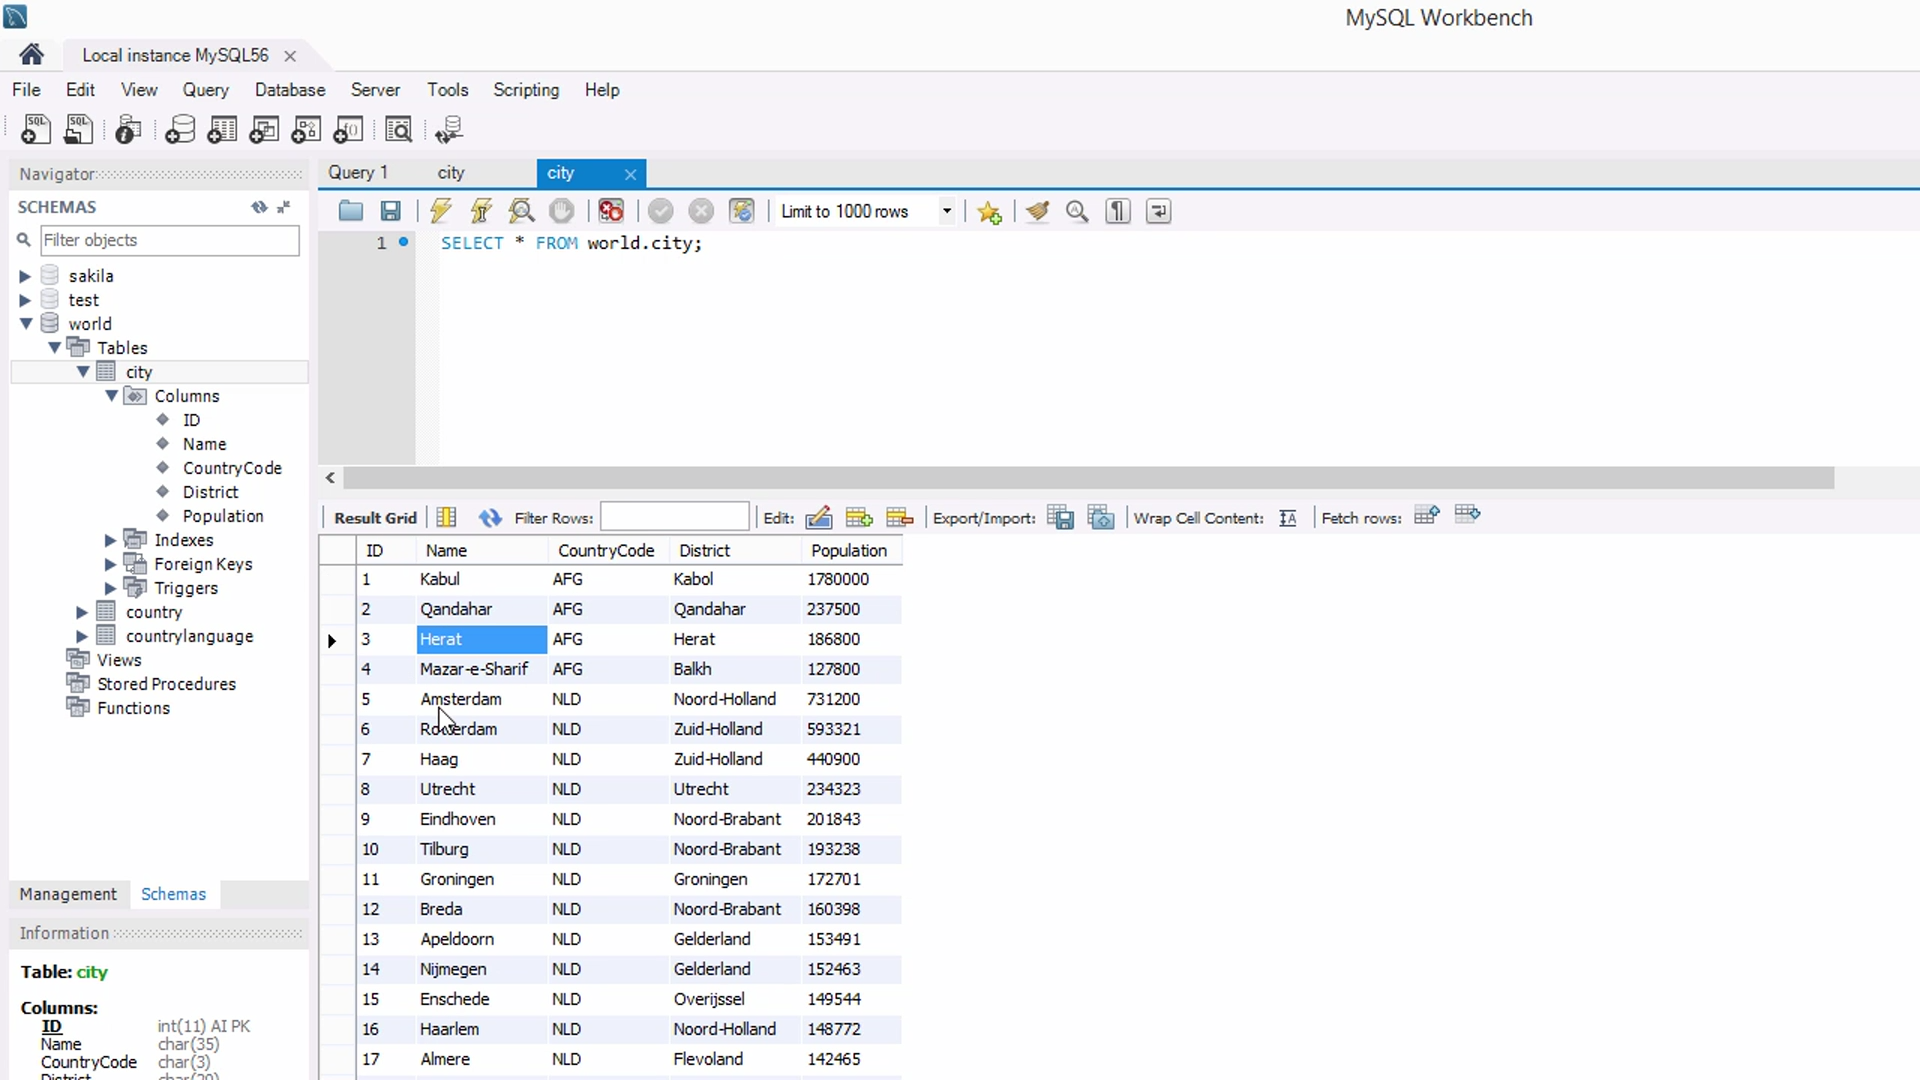 MySQL Workbench
Local instance MySQL56
File Edit View Query Database Server Tools Scripting Help
SQL SQL
Navigator
SCHEMAS
Filter objects
sakila
test
world
Tables
city
Columns
ID
Name
CountryCode
District
Population
Indexes
Foreign Keys
Triggers
country
countrylanguage
Views
Stored Procedures
Functions
Management Schemas
Information
Table: city
Columns:
ID int(11) AI PK
Name char(35)
CountryCode char(3)
District char(20)
Query 1 city city
Limit to 1000 rows
1 SELECT * FROM world.city;
Result Grid Filter Rows: Edit: Export/Import: Wrap Cell Content: Fetch rows:
ID Name CountryCode District Population
1 Kabul AFG Kabol 1780000
2 Qandahar AFG Qandahar 237500
3 Herat AFG Herat 186800
4 Mazar-e-Sharif AFG Balkh 127800
5 Amsterdam NLD Noord-Holland 731200
6 Rotterdam NLD Zuid-Holland 593321
7 Haag NLD Zuid-Holland 440900
8 Utrecht NLD Utrecht 234323
9 Eindhoven NLD Noord-Brabant 201843
10 Tilburg NLD Noord-Brabant 193238
11 Groningen NLD Groningen 172701
12 Breda NLD Noord-Brabant 160398
13 Apeldoorn NLD Gelderland 153491
14 Nijmegen NLD Gelderland 152463
15 Enschede NLD Overijssel 149544
16 Haarlem NLD Noord-Holland 148772
17 Almere NLD Flevoland 142465